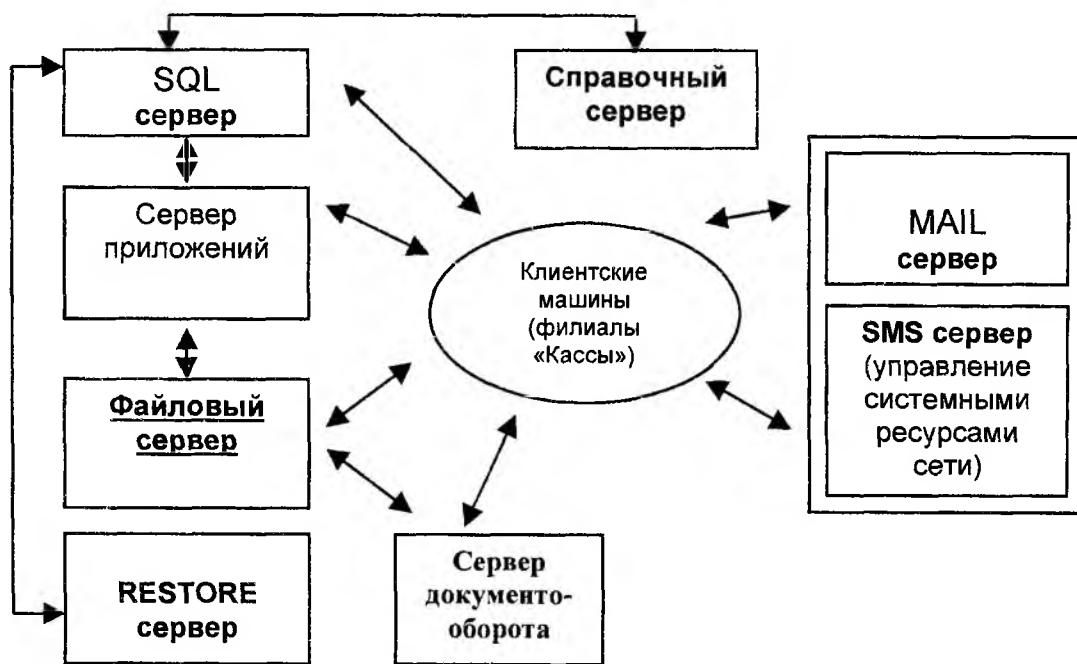 SQL
сервер
Справочный
сервер
Сервер
приложений
MAIL
сервер
Клиентские
машины
(филиалы
«Кассы»)
SMS сервер
(управление
системными
ресурсами
сети)
Файловый
сервер
RESTORE
сервер
Сервер
документо-
оборота